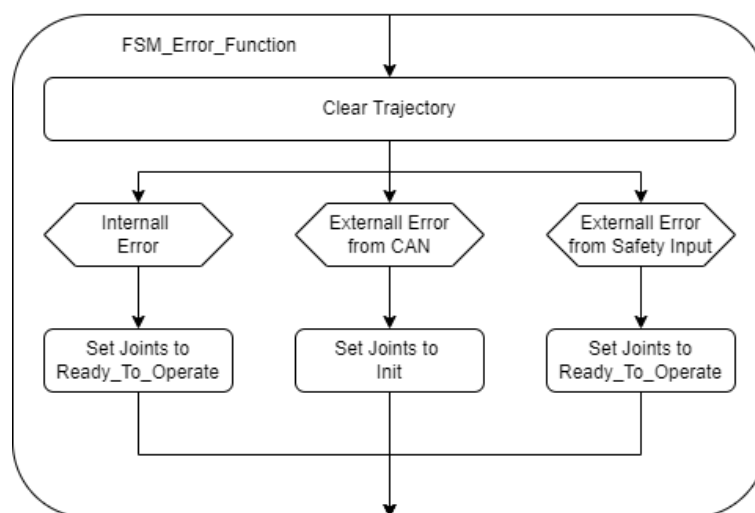 FSM_Error_Function
Clear Trajectory
Internall
Error
Externall Error
from CAN
Externall Error
from Safety Input
Set Joints to
Ready_To_Operate
Set Joints to
Init
Set Joints to
Ready_To_Operate